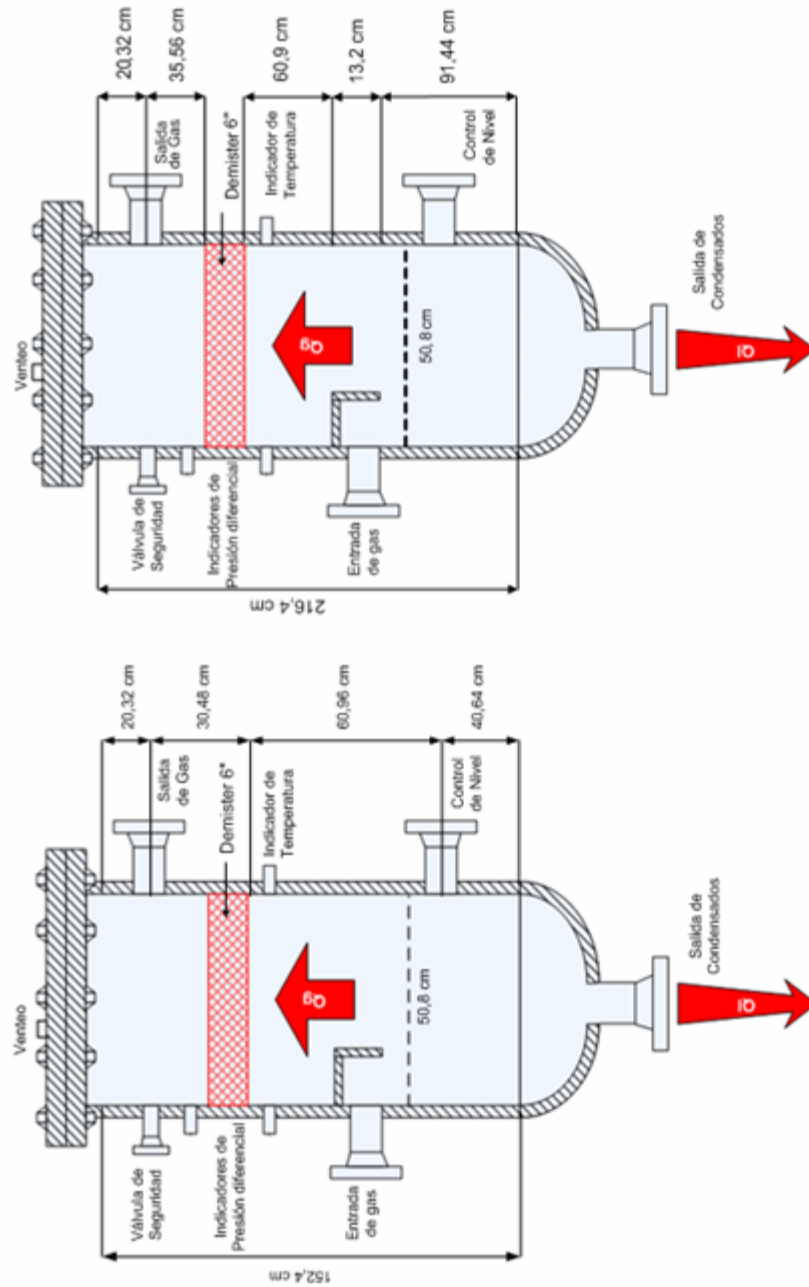 Venteo
Válvula de
Seguridad
Indicadores de
Presión diferencial
Entrada
de gas
216,4 cm
50, 8 cm
Qg
Salida
de Gas
Demister 6"
Indicador de
Temperatura
Control
de Nivel
Salida de
Condensados
Ql
20,32 cm
35,56 cm
60,9 cm
13,2 cm
91,44 cm
Venteo
Válvula de
Seguridad
Indicadores de
Presión diferencial
Entrada
de gas
152,4 cm
50,8 cm
Qg
Salida
de Gas
Demister 6"
Indicador de
Temperatura
Control
de Nivel
Salida de
Condensados
Ql
20,32 cm
30,48 cm
60,96 cm
40,64 cm